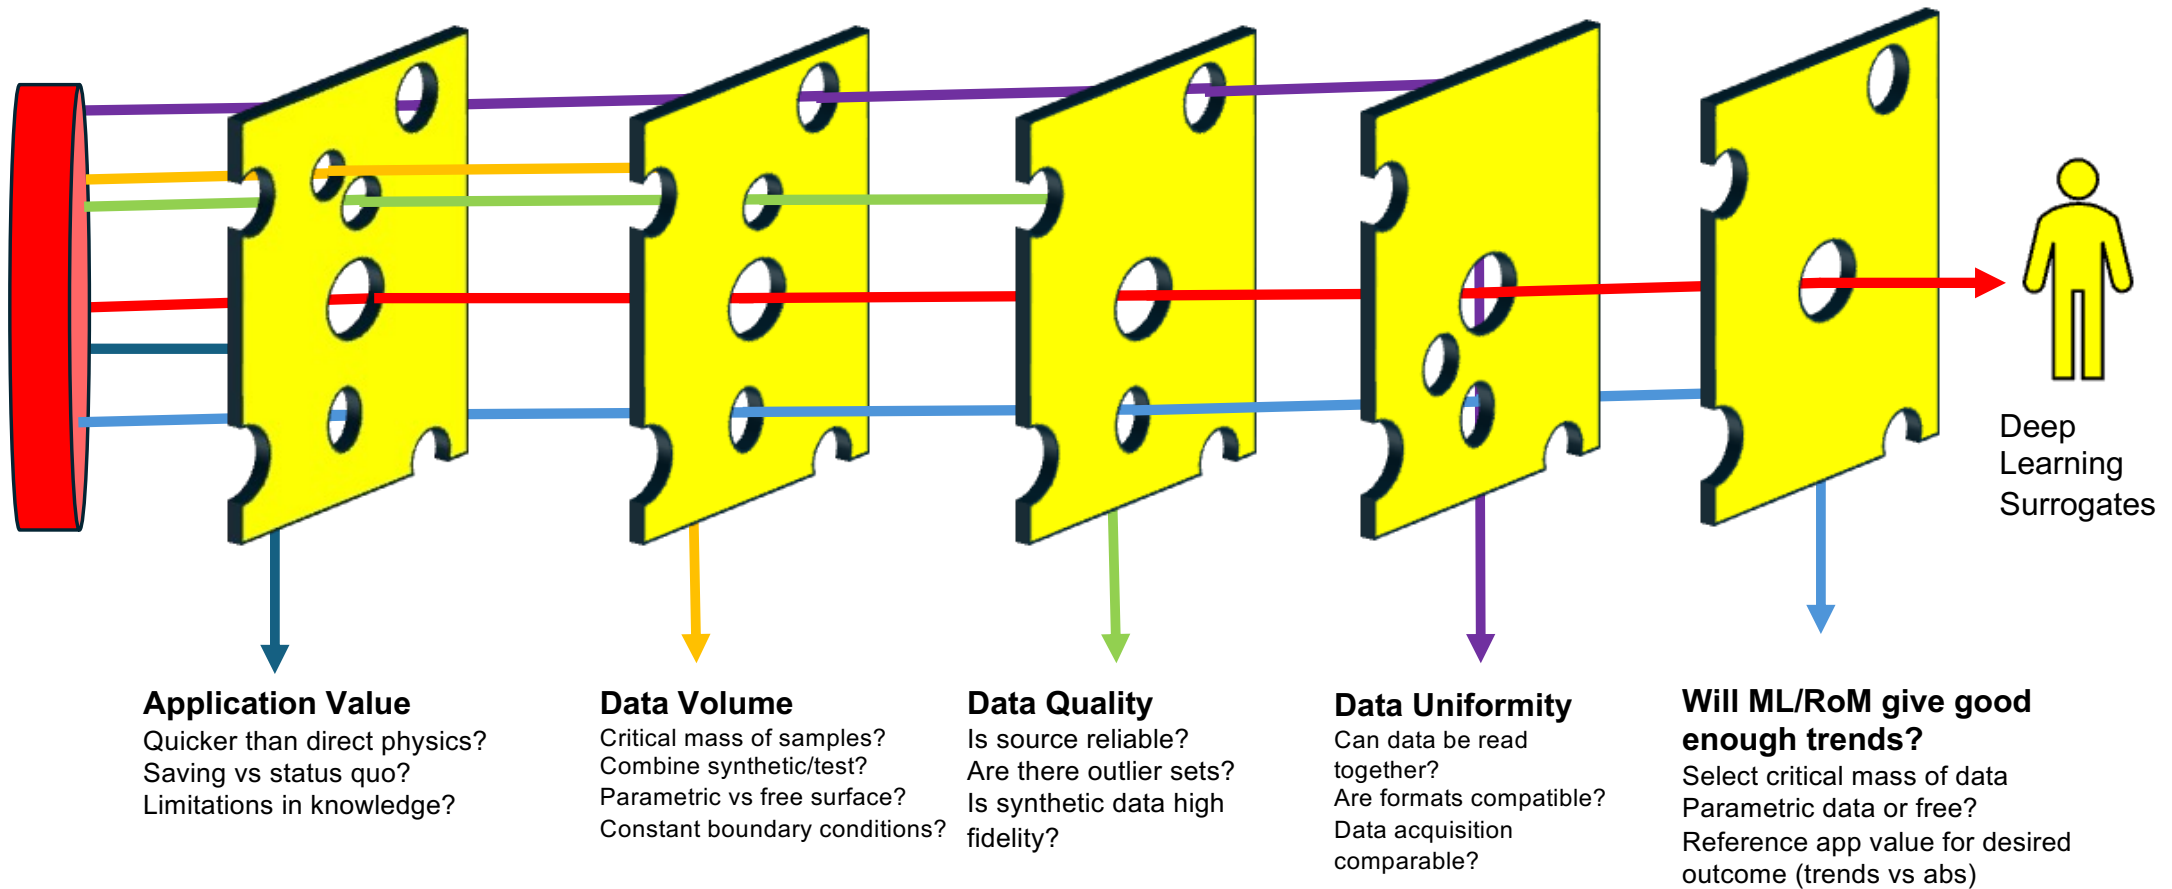 Deep
Learning
Surrogates
Application Value
Quicker than direct physics?
Saving vs status quo?
Limitations in knowledge?
Data Volume
Critical mass of samples?
Combine synthetic/test?
Parametric vs free surface?
Constant boundary conditions?
Data Quality
Is source reliable?
Are there outlier sets?
Is synthetic data high
fidelity?
Data Uniformity
Can data be read
together?
Are formats compatible?
Data acquisition
comparable?
Will ML/RoM give good
enough trends?
Select critical mass of data
Parametric data or free?
Reference app value for desired
outcome (trends vs abs)